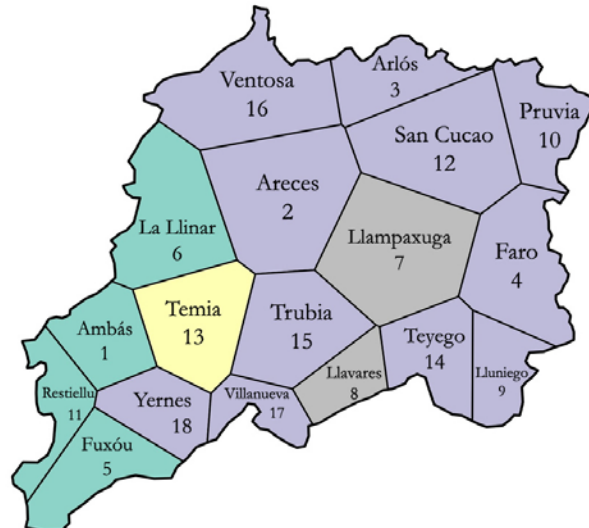 Arlós
3
Ventosa
16
Pruvia
10
San Cucao
12
Areces
2
La Llinar
6
Llampaxuga
7
Faro
4
Temia
13
Trubia
15
Ambás
1
Teyego
14
Lluniego
9
Restiellu
11
Yernes
18
Villanueva
17
Llavares
8
Fuxóu
5